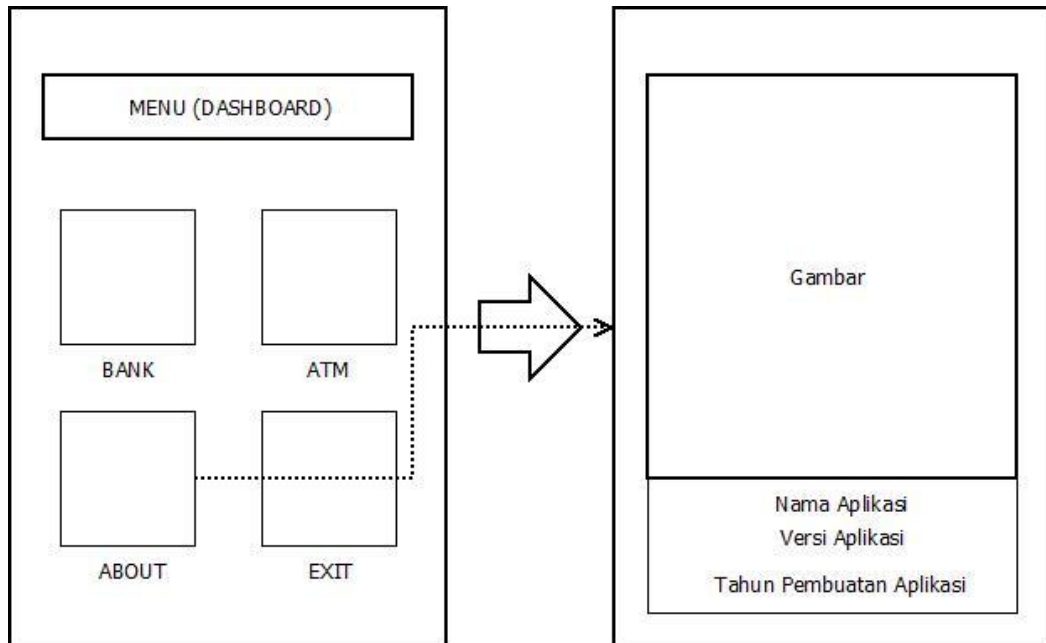 MENU (DASHBOARD)
BANK
ATM
ABOUT
EXIT
Gambar
Nama Aplikasi
Versi Aplikasi
Tahun Pembuatan Aplikasi